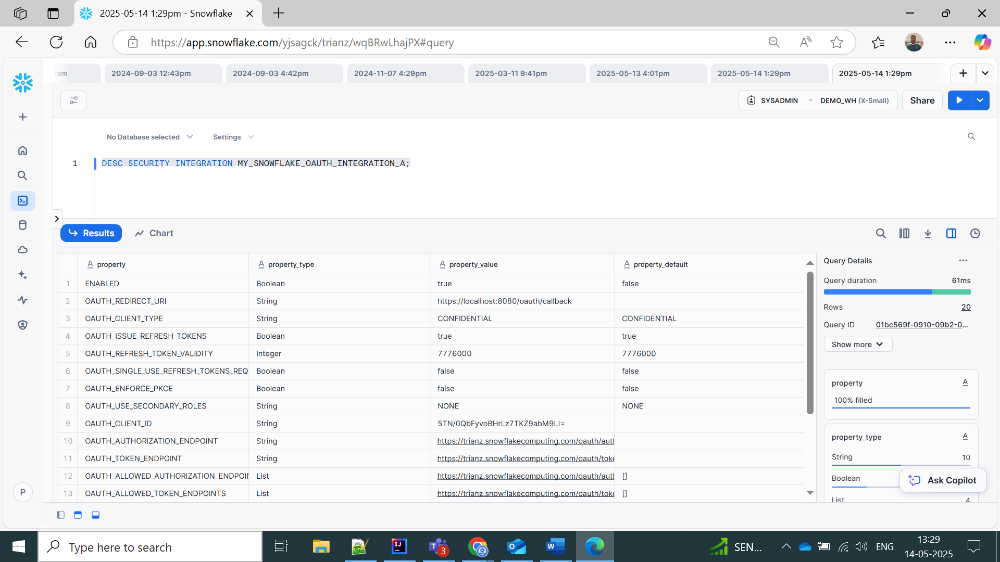 2025-05-14 1:29pm - Snowflake
https://app.snowflake.com/yjsagck/trianz/wqBRwLhajPX#query
2024-09-03 12:43pm
2024-09-03 4:42pm
2024-11-07 4:29pm
2025-03-11 9:41pm
2025-05-13 4:01pm
2025-05-14 1:29pm
2025-05-14 1:29pm
SYSADMIN • DEMO_WH (X-Small)
Share
No Database selected
Settings
1 DESC SECURITY INTEGRATION MY_SNOWFLAKE_OAUTH_INTEGRATION_A;
Results
Chart
A property A property_type A property_value A property_default
1 ENABLED Boolean true false
2 OAUTH_REDIRECT_URI String https://localhost:8080/oauth/callback
3 OAUTH_CLIENT_TYPE String CONFIDENTIAL CONFIDENTIAL
4 OAUTH_ISSUE_REFRESH_TOKENS Boolean true true
5 OAUTH_REFRESH_TOKEN_VALIDITY Integer 7776000 7776000
6 OAUTH_SINGLE_USE_REFRESH_TOKENS_REQ Boolean false false
7 OAUTH_ENFORCE_PKCE Boolean false false
8 OAUTH_USE_SECONDARY_ROLES String NONE NONE
9 OAUTH_CLIENT_ID String 5TN/0QbFyvoBHrLz7TKZ9abM9LI=
10 OAUTH_AUTHORIZATION_ENDPOINT String https://trianz.snowflakecomputing.com/oauth/aut
11 OAUTH_TOKEN_ENDPOINT String https://trianz.snowflakecomputing.com/oauth/toke
12 OAUTH_ALLOWED_AUTHORIZATION_ENDPOI List https://trianz.snowflakecomputing.com/oauth/aut []
13 OAUTH_ALLOWED_TOKEN_ENDPOINTS List https://trianz.snowflakecomputing.com/oauth/toke []
Query Details
Query duration 61ms
Rows 20
Query ID 01bc569f-0910-09b2-0...
Show more
property A
100% filled
property_type A
String 10
Boolean
List 4
Ask Copilot
P
Type here to search
3
SEN...
ENG
13:29
14-05-2025